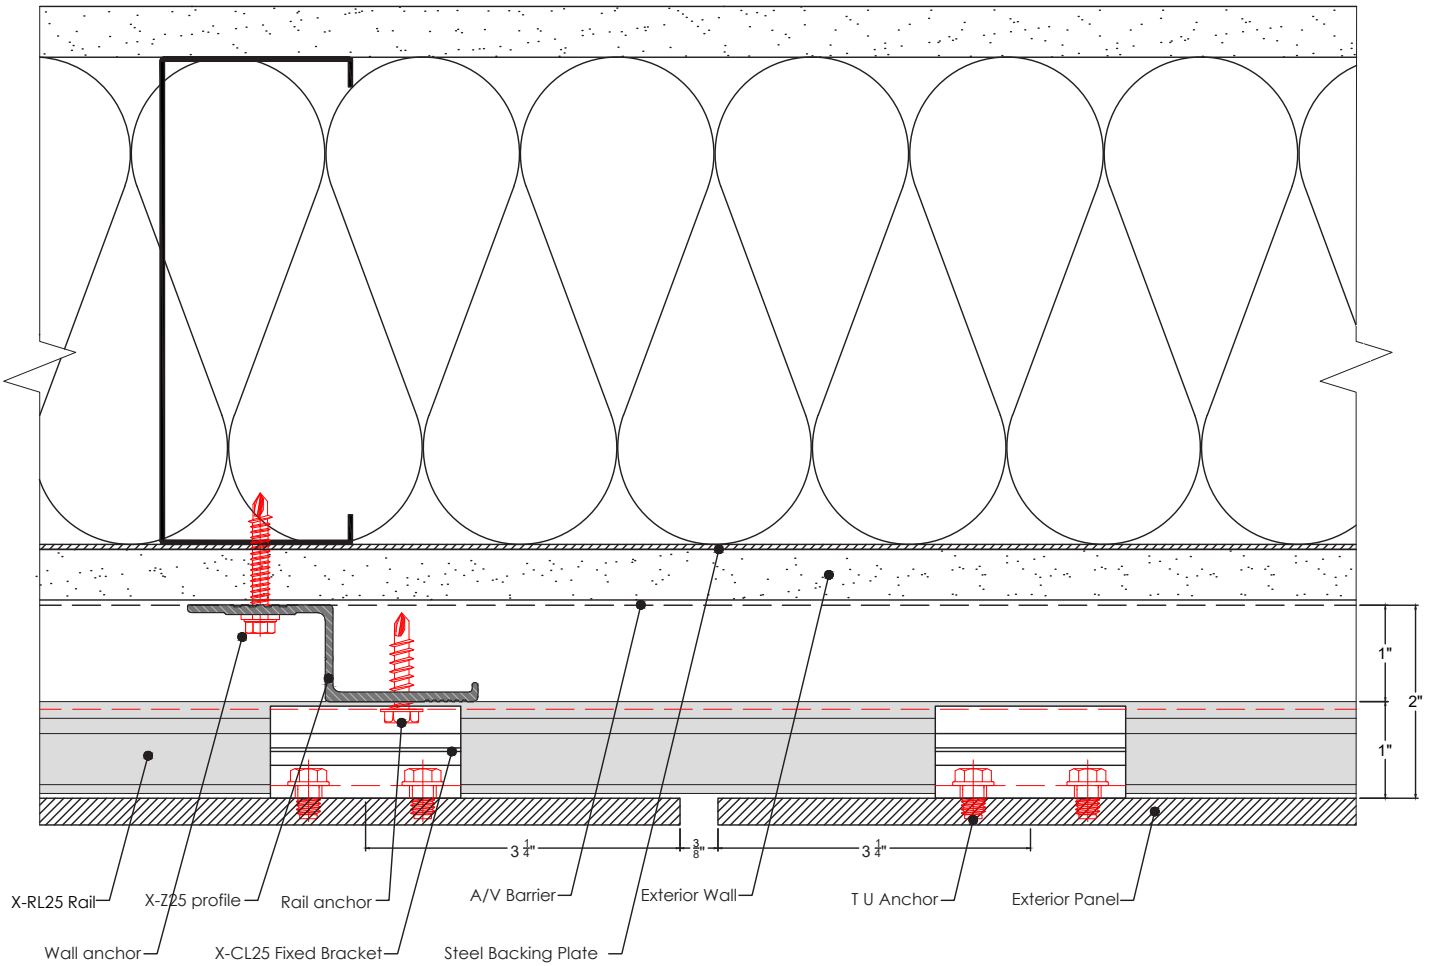 1"
2"
1"
3 1/4"
3/8"
3 1/4"
X-RL25 Rail
X-Z25 profile
Rail anchor
A/V Barrier
Exterior Wall
T U Anchor
Exterior Panel
Wall anchor
X-CL25 Fixed Bracket
Steel Backing Plate